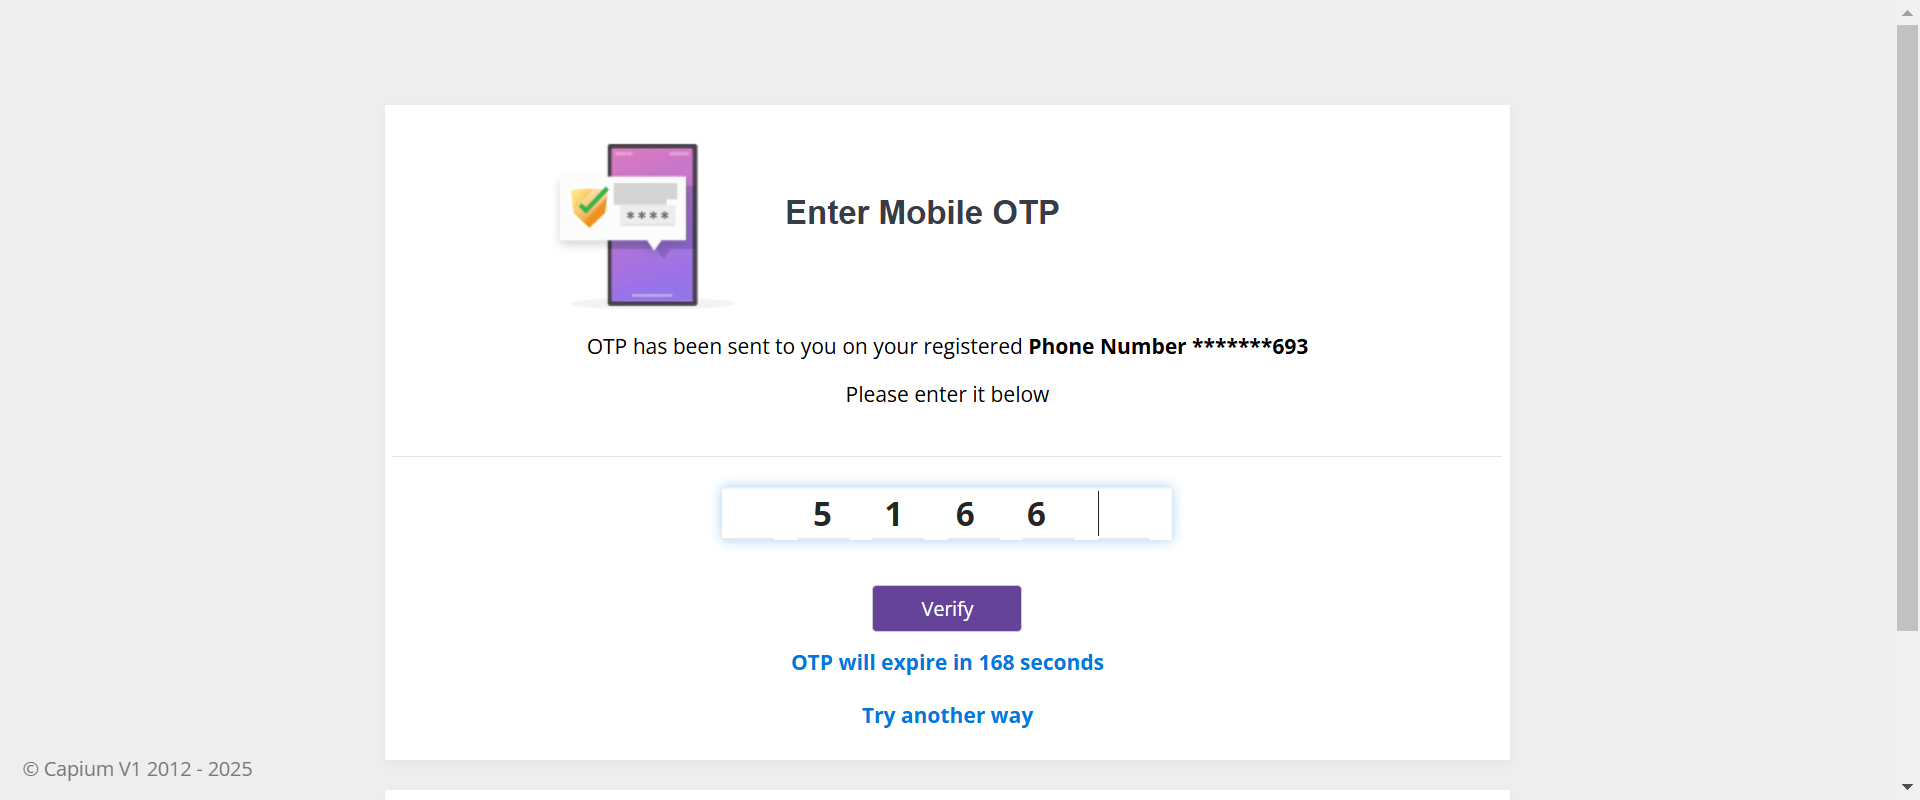 ****
Enter Mobile OTP
OTP has been sent to you on your registered Phone Number *******693
Please enter it below
5 1 6 6
Verify
OTP will expire in 168 seconds
Try another way
© Capium V1 2012 - 2025